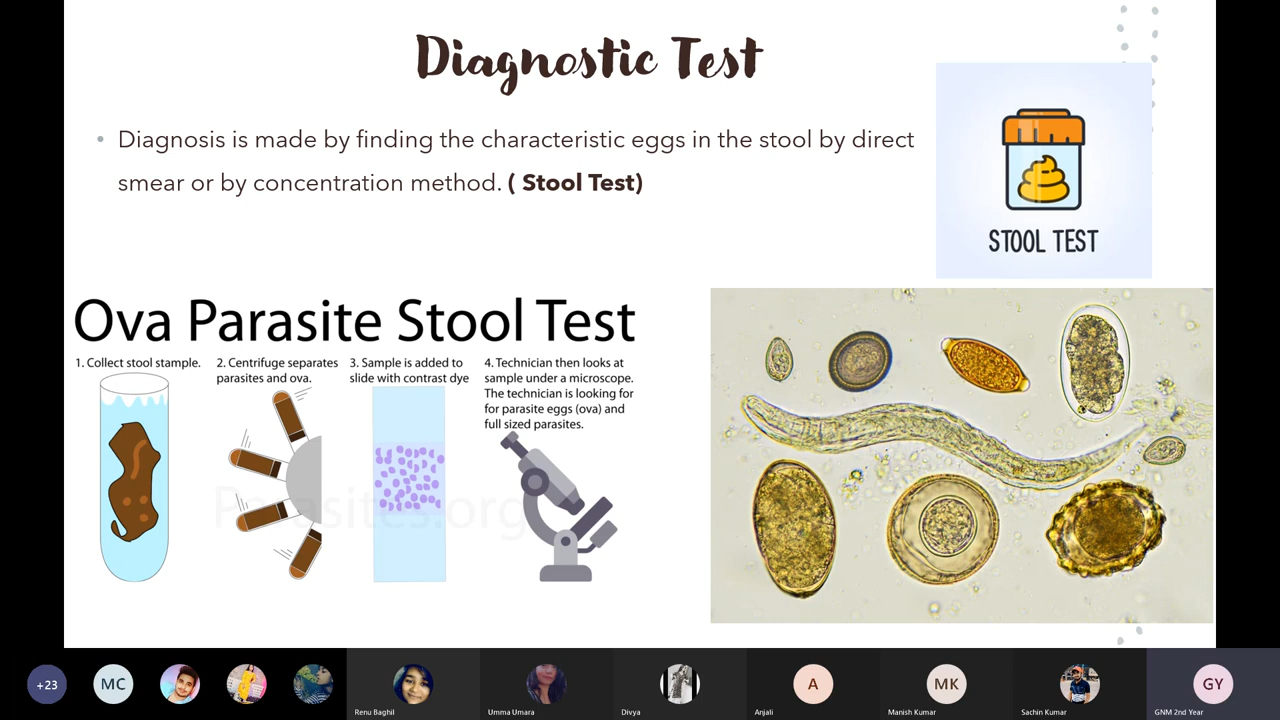 Diagnostic Test
• Diagnosis is made by finding the characteristic eggs in the stool by direct
smear or by concentration method. ( Stool Test)
STOOL TEST
Ova Parasite Stool Test
1. Collect stool stample.
2. Centrifuge separates
parasites and ova.
3. Sample is added to
slide with contrast dye
4. Technician then looks at
sample under a microscope.
The technician is looking for
for parasite eggs (ova) and
full sized parasites.
Parasites.org
+23
MC
Renu Baghil
Umma Umara
Divya
A
Anjali
MK
Manish Kumar
Sachin Kumar
GY
GNM 2nd Year